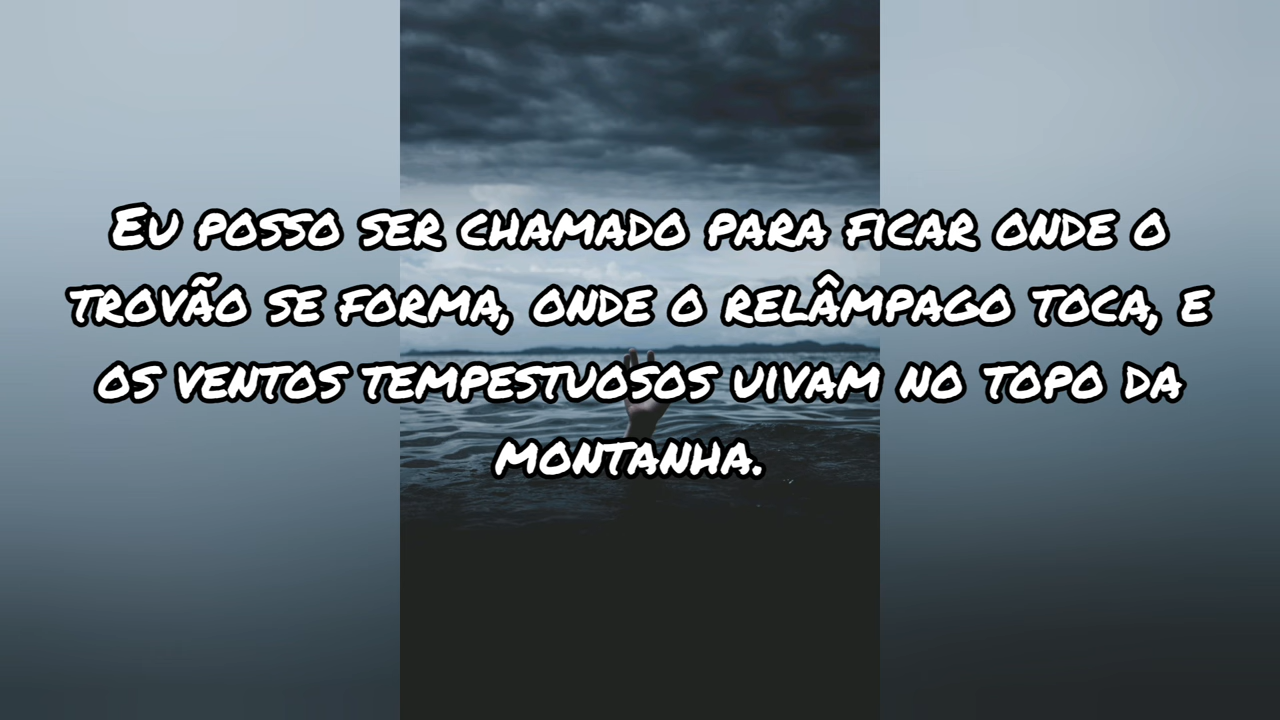 Eu posso ser chamado para ficar onde o
trovão se forma, onde o relâmpago toca, e
os ventos tempestuosos uivam no topo da
montanha.